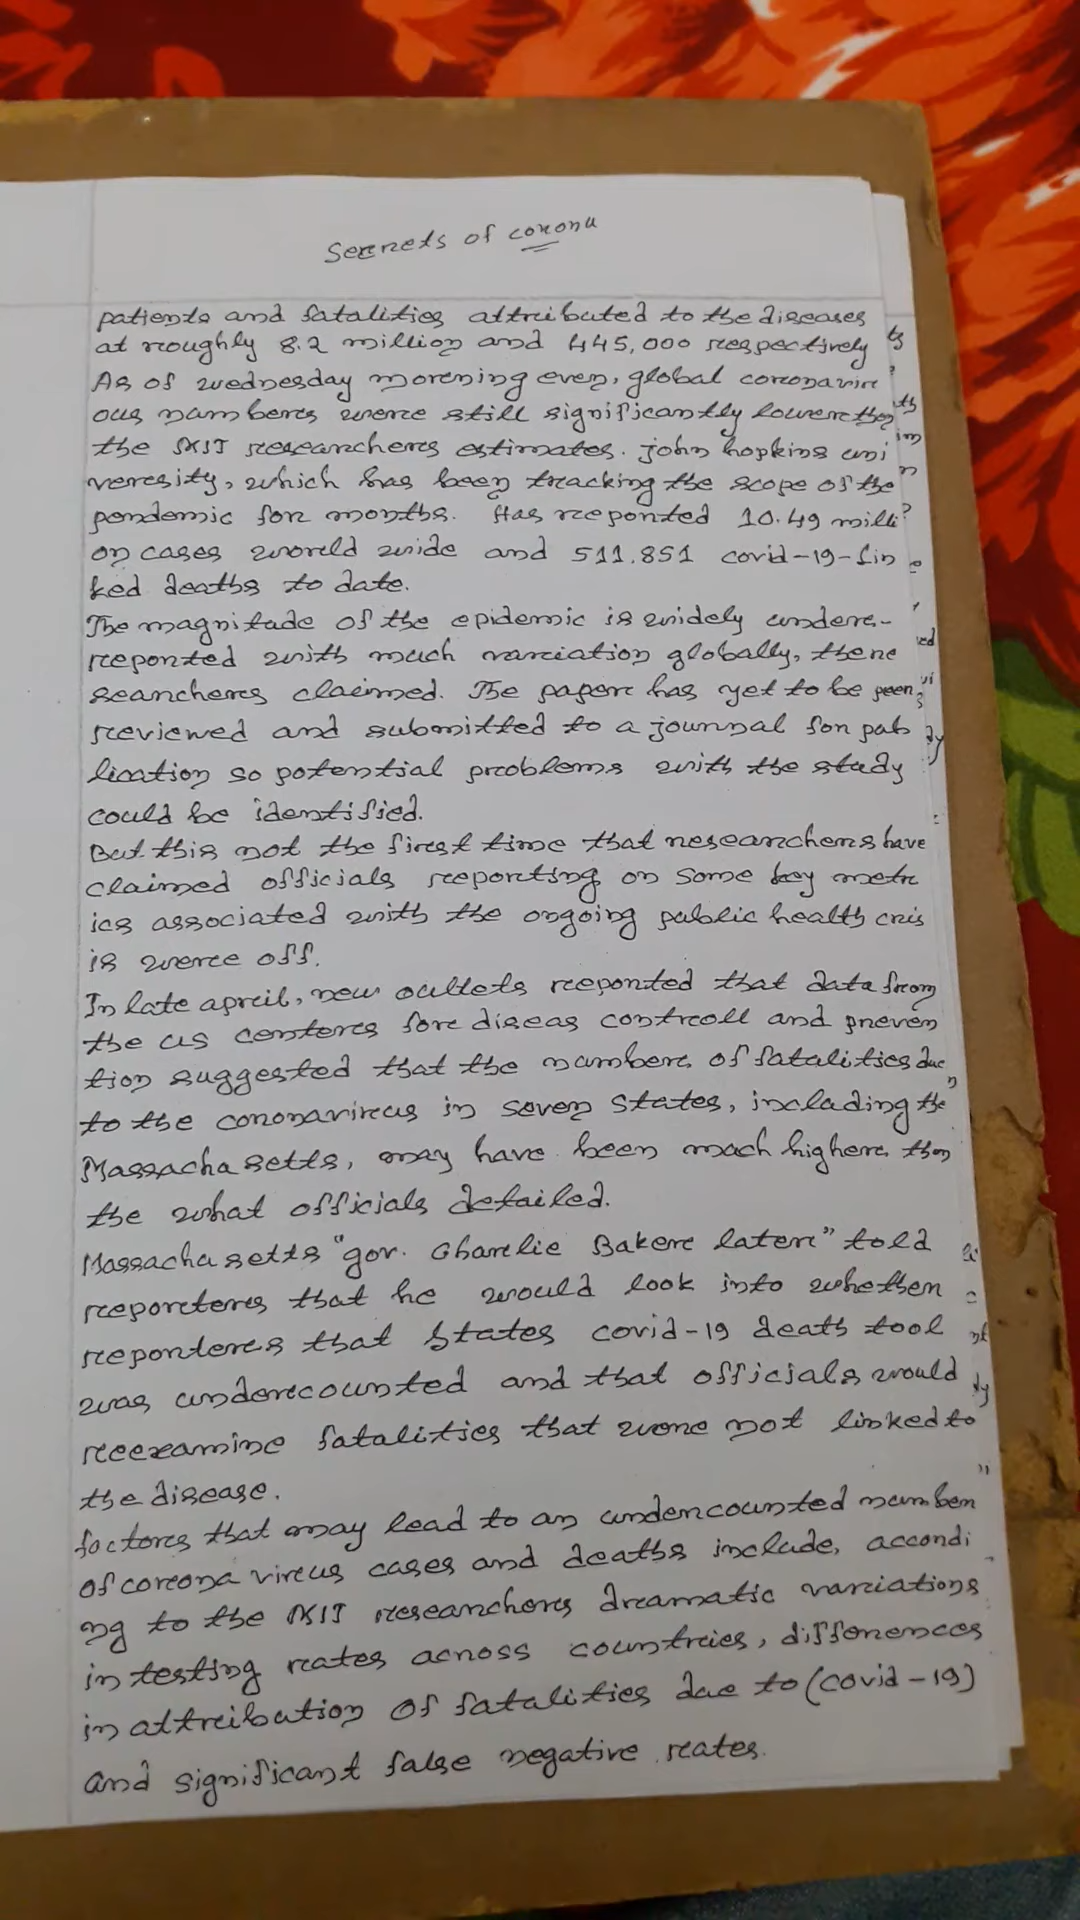 Secrets of corona
patients and fatalities attributed to the diseases
at roughly 8.2 million and 445,000 respectively
As of wednesday morening even, global coronavir
ous numbers were still significantly lower then
the MIT researchers estimates. john hopkins uni
veresity, which has been tracking the scope of the
pendemic for months. Has reported 10.49 milli
on cases world wide and 511.851 covid-19-lin
ked deaths to date.
The magnitude of the epidemic is widely undere-
reported with much variation globally, the re
searchers claimed. The paper has yet to be peer
reviewed and submitted to a journal for pub
lication so potential problems with the study
could be identified.
But this not the first time that researchers have
claimed officials reporting on some key metr
ics associated with the ongoing public health cris
is were off.
In late april, new outlets reported that data from
the us centeres fore diseas controll and preven
tion suggested that the numbers of fatalities due
to the coronavirus in seven states, including the
Massachusetts, may have been much higher then
the what officials detailed.
Massachusetts "gov. Charlie Baker later" told
reporters that he would look into whether
reporters that states covid-19 death tool
was undercounted and that officials would
reexamine fatalities that were not linked to
the disease.
factors that may lead to an undercounted number
of corona virus cases and deaths include, accordi
ng to the MIT researchers dramatic variations
in testing rates across countries, differences
in attribution of fatalities due to (covid-19)
and significant false negative rates.